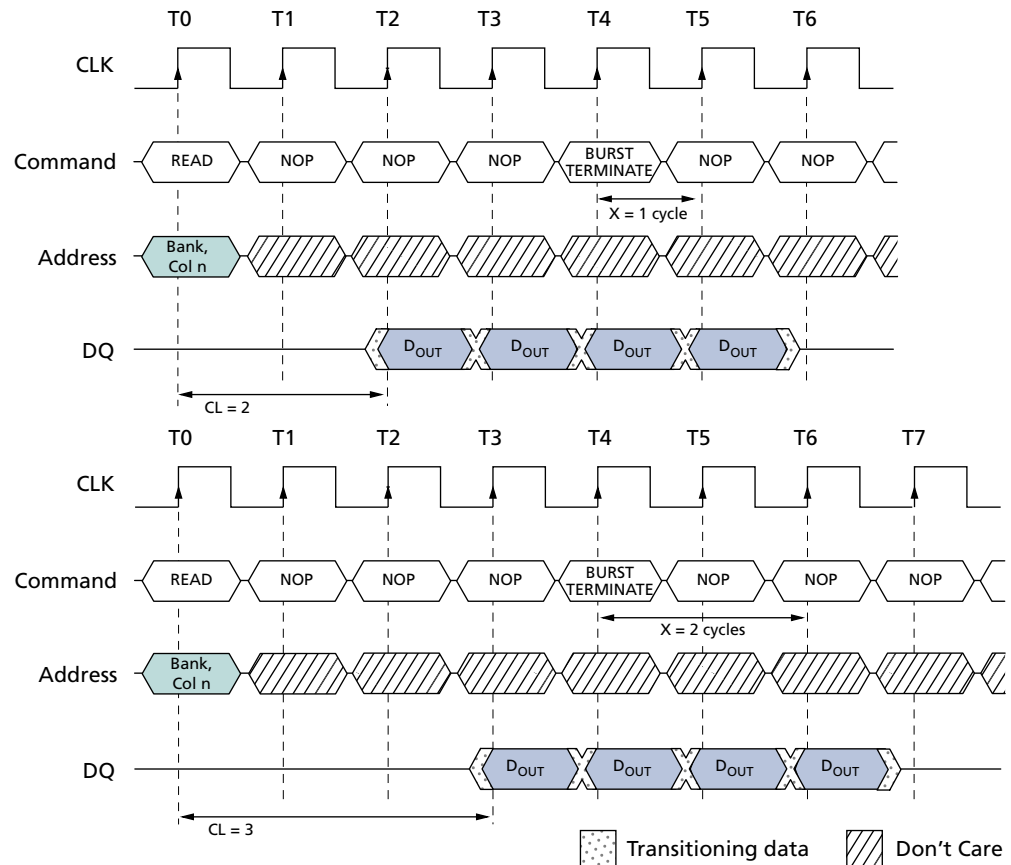 T0 T1 T2 T3 T4 T5 T6
CLK
Command READ NOP NOP NOP BURST TERMINATE NOP NOP
X = 1 cycle
Address Bank, Col n
DQ DOUT DOUT DOUT DOUT
CL = 2
T0 T1 T2 T3 T4 T5 T6 T7
CLK
Command READ NOP NOP NOP BURST TERMINATE NOP NOP NOP
X = 2 cycles
Address Bank, Col n
DQ DOUT DOUT DOUT DOUT
CL = 3
Transitioning data Don't Care